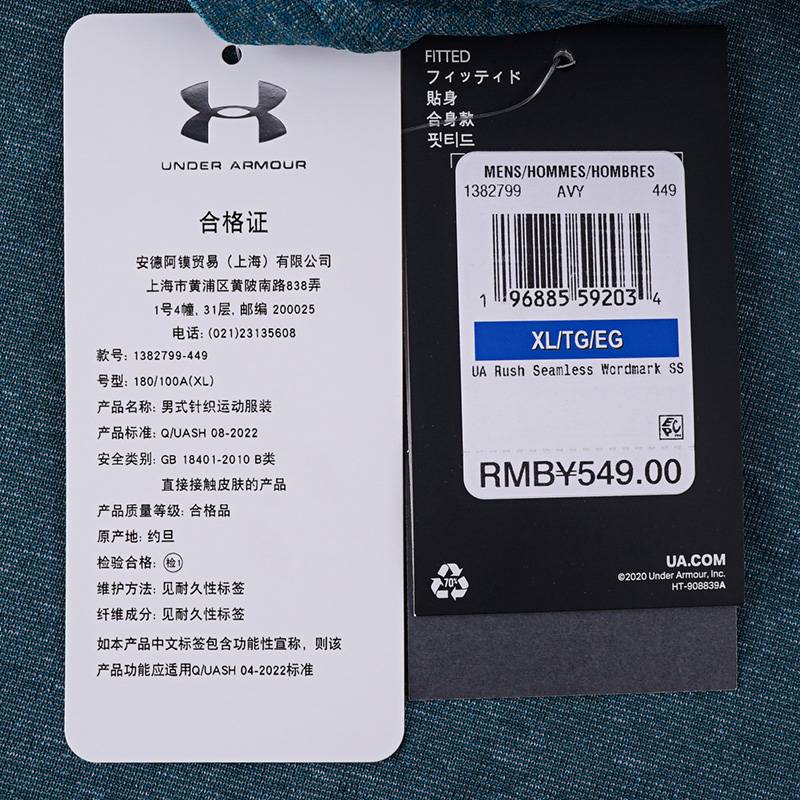 UNDER ARMOUR
合格证
安德阿镆贸易（上海）有限公司
上海市黄浦区黄陂南路838弄
1号4幢, 31层, 邮编 200025
电话: (021)23135608
款号: 1382799-449
号型: 180/100A(XL)
产品名称: 男式针织运动服装
产品标准: Q/UASH 08-2022
安全类别: GB 18401-2010 B类
直接接触皮肤的产品
产品质量等级: 合格品
原产地: 约旦
检验合格: 检1
维护方法: 见耐久性标签
纤维成分: 见耐久性标签
如本产品中文标签包含功能性宣称，则该
产品功能应适用Q/UASH 04-2022标准
FITTED
フィッティド
貼身
合身款
핏티드
MENS/HOMMES/HOMBRES
1382799 AVY 449
1 96885 59203 4
XL/TG/EG
UA Rush Seamless Wordmark SS
EPC
RMB¥549.00
70%
UA.COM
©2020 Under Armour, Inc.
HT-908839A